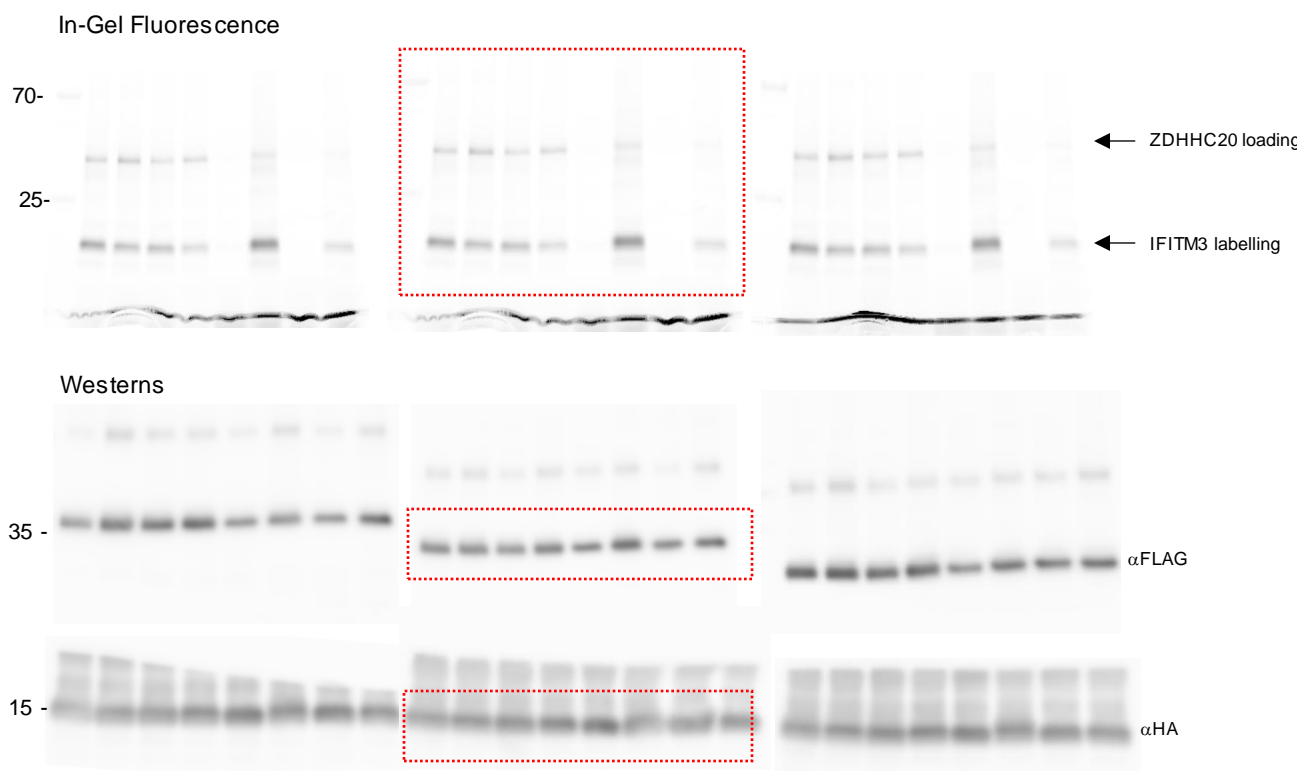 In-Gel Fluorescence
70-
ZDHHC20 loading
25-
IFITM3 labelling
Westerns
35 -
αFLAG
15 -
αHA